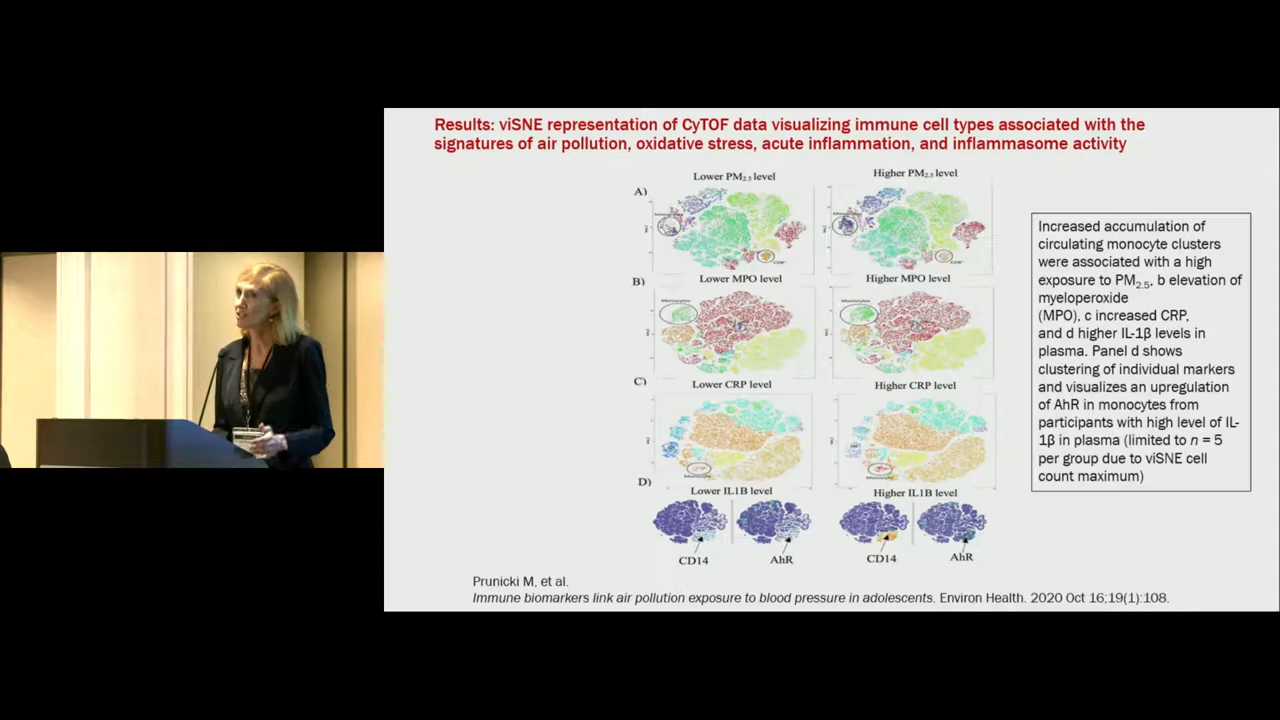 Results: viSNE representation of CyTOF data visualizing immune cell types associated with the
signatures of air pollution, oxidative stress, acute inflammation, and inflammasome activity
Lower PM2.5 level
Higher PM2.5 level
A)
Lower MPO level
Higher MPO level
B)
Monocytes
Monocytes
C)
Lower CRP level
Higher CRP level
D)
Lower IL1B level
Higher IL1B level
CD14
AhR
CD14
AhR
Increased accumulation of
circulating monocyte clusters
were associated with a high
exposure to PM2.5, b elevation of
myeloperoxide
(MPO), c increased CRP,
and d higher IL-1β levels in
plasma. Panel d shows
clustering of individual markers
and visualizes an upregulation
of AhR in monocytes from
participants with high level of IL-
1β in plasma (limited to n = 5
per group due to viSNE cell
count maximum)
Prunicki M, et al.
Immune biomarkers link air pollution exposure to blood pressure in adolescents. Environ Health. 2020 Oct 16;19(1):108.